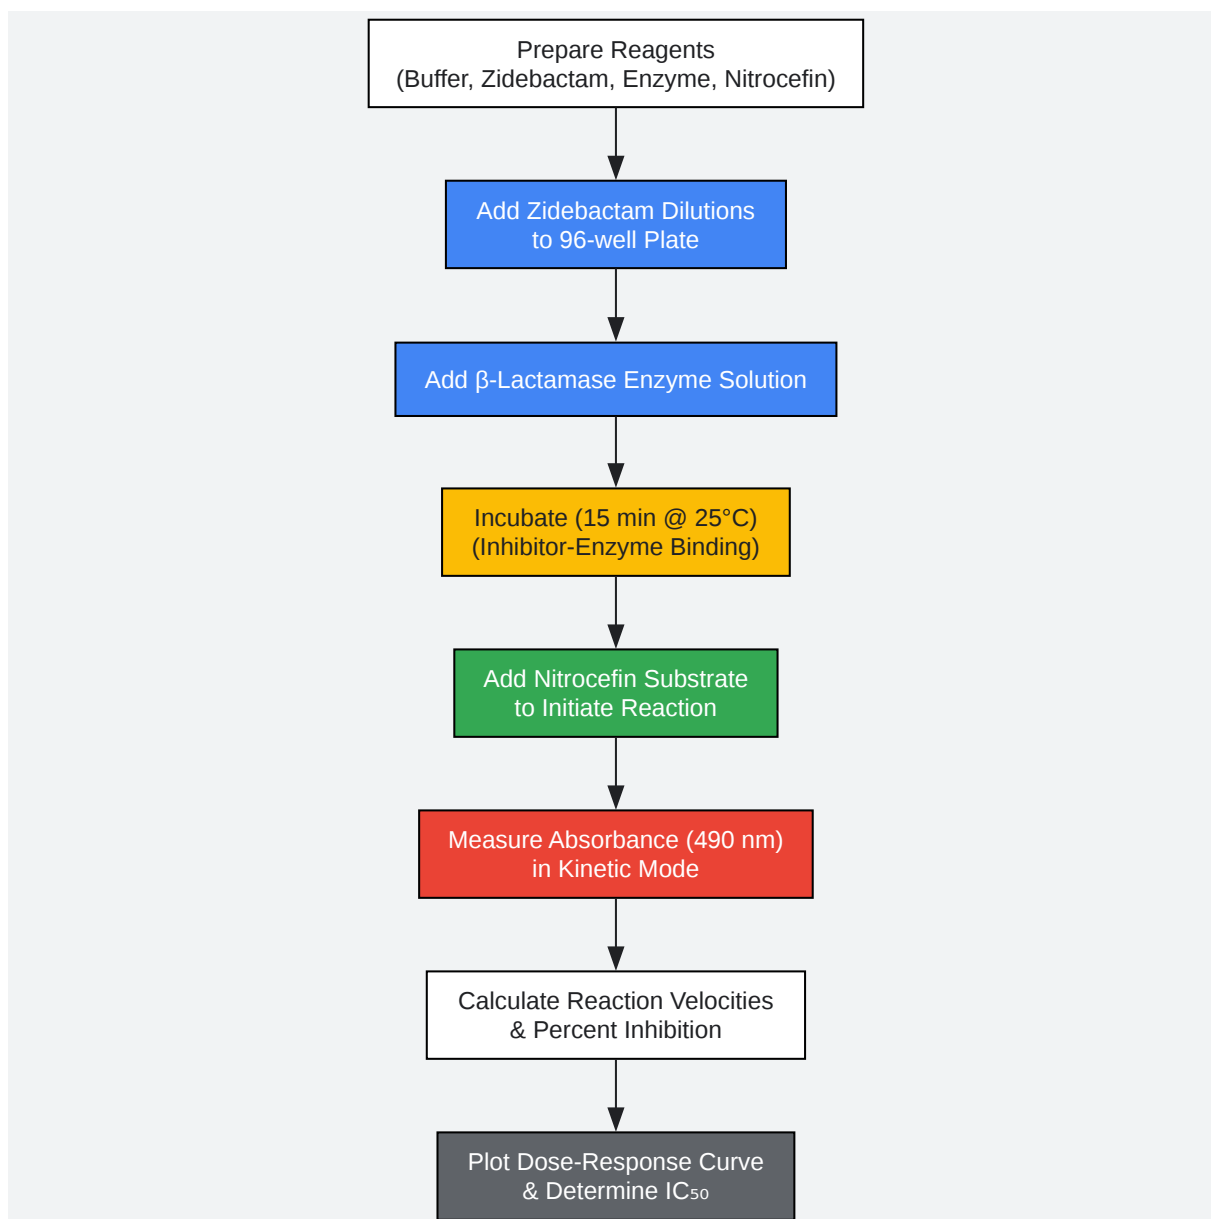 Prepare Reagents
(Buffer, Zidebactam, Enzyme, Nitrocefin)
Add Zidebactam Dilutions
to 96-well Plate
Add β-Lactamase Enzyme Solution
Incubate (15 min @ 25°C)
(Inhibitor-Enzyme Binding)
Add Nitrocefin Substrate
to Initiate Reaction
Measure Absorbance (490 nm)
in Kinetic Mode
Calculate Reaction Velocities
& Percent Inhibition
Plot Dose-Response Curve
& Determine IC₅₀